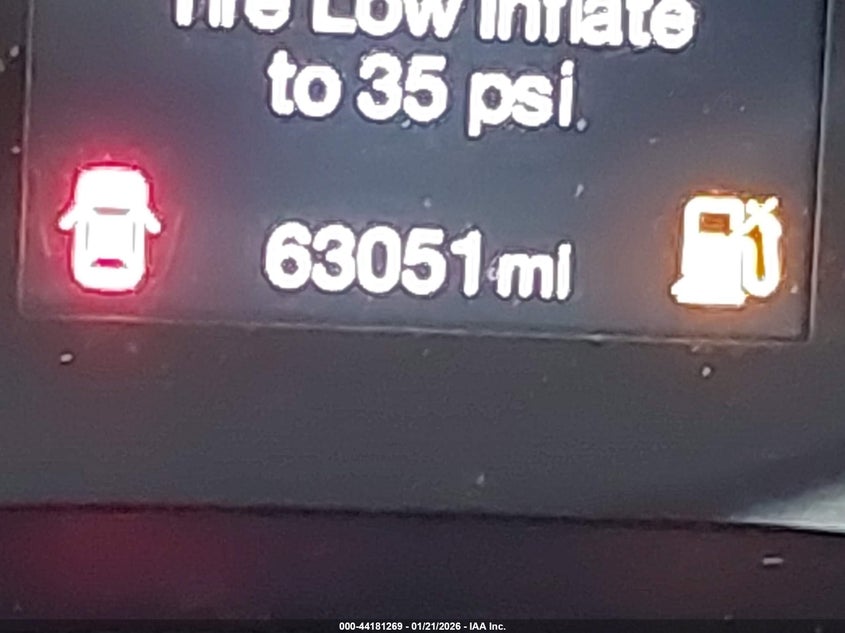 Tire Low Inflate
to 35 psi.
63051 mi
000-44181269 - 01/21/2026 - IAA Inc.